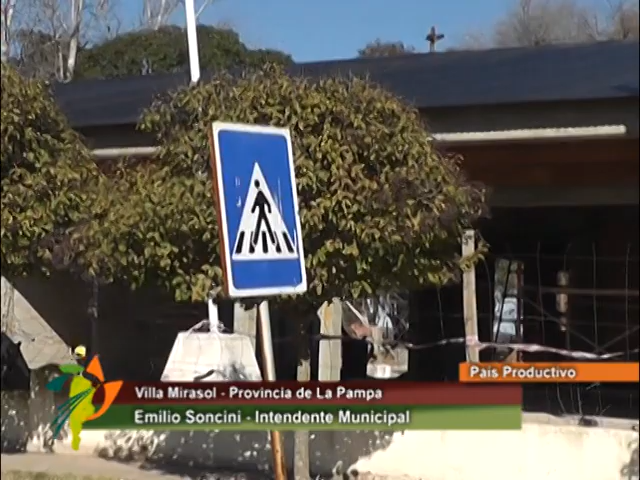 País Productivo
Villa Mirasol - Provincia de La Pampa
Emilio Soncini - Intendente Municipal